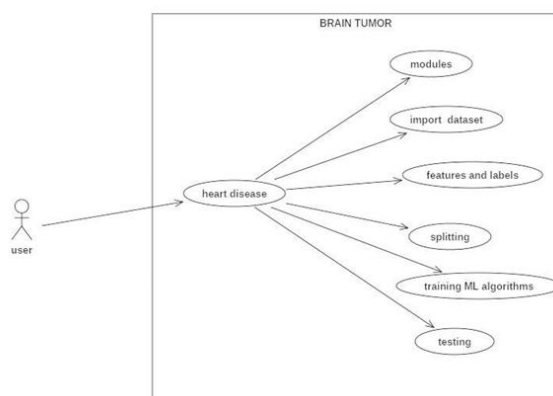 BRAIN TUMOR
modules
import dataset
features and labels
heart disease
user
splitting
training ML algorithms
testing